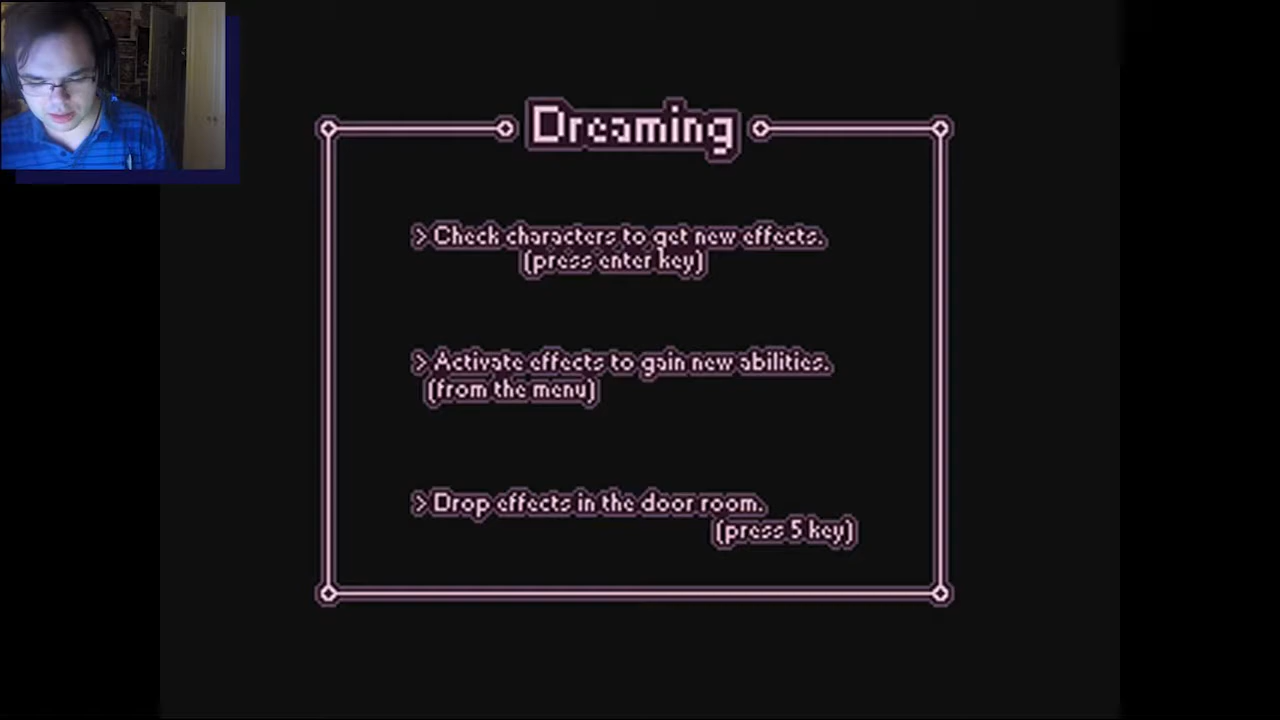 Dreaming
> Check characters to get new effects.
(press enter key)
> Activate effects to gain new abilities.
(from the menu)
> Drop effects in the door room.
(press 5 key)